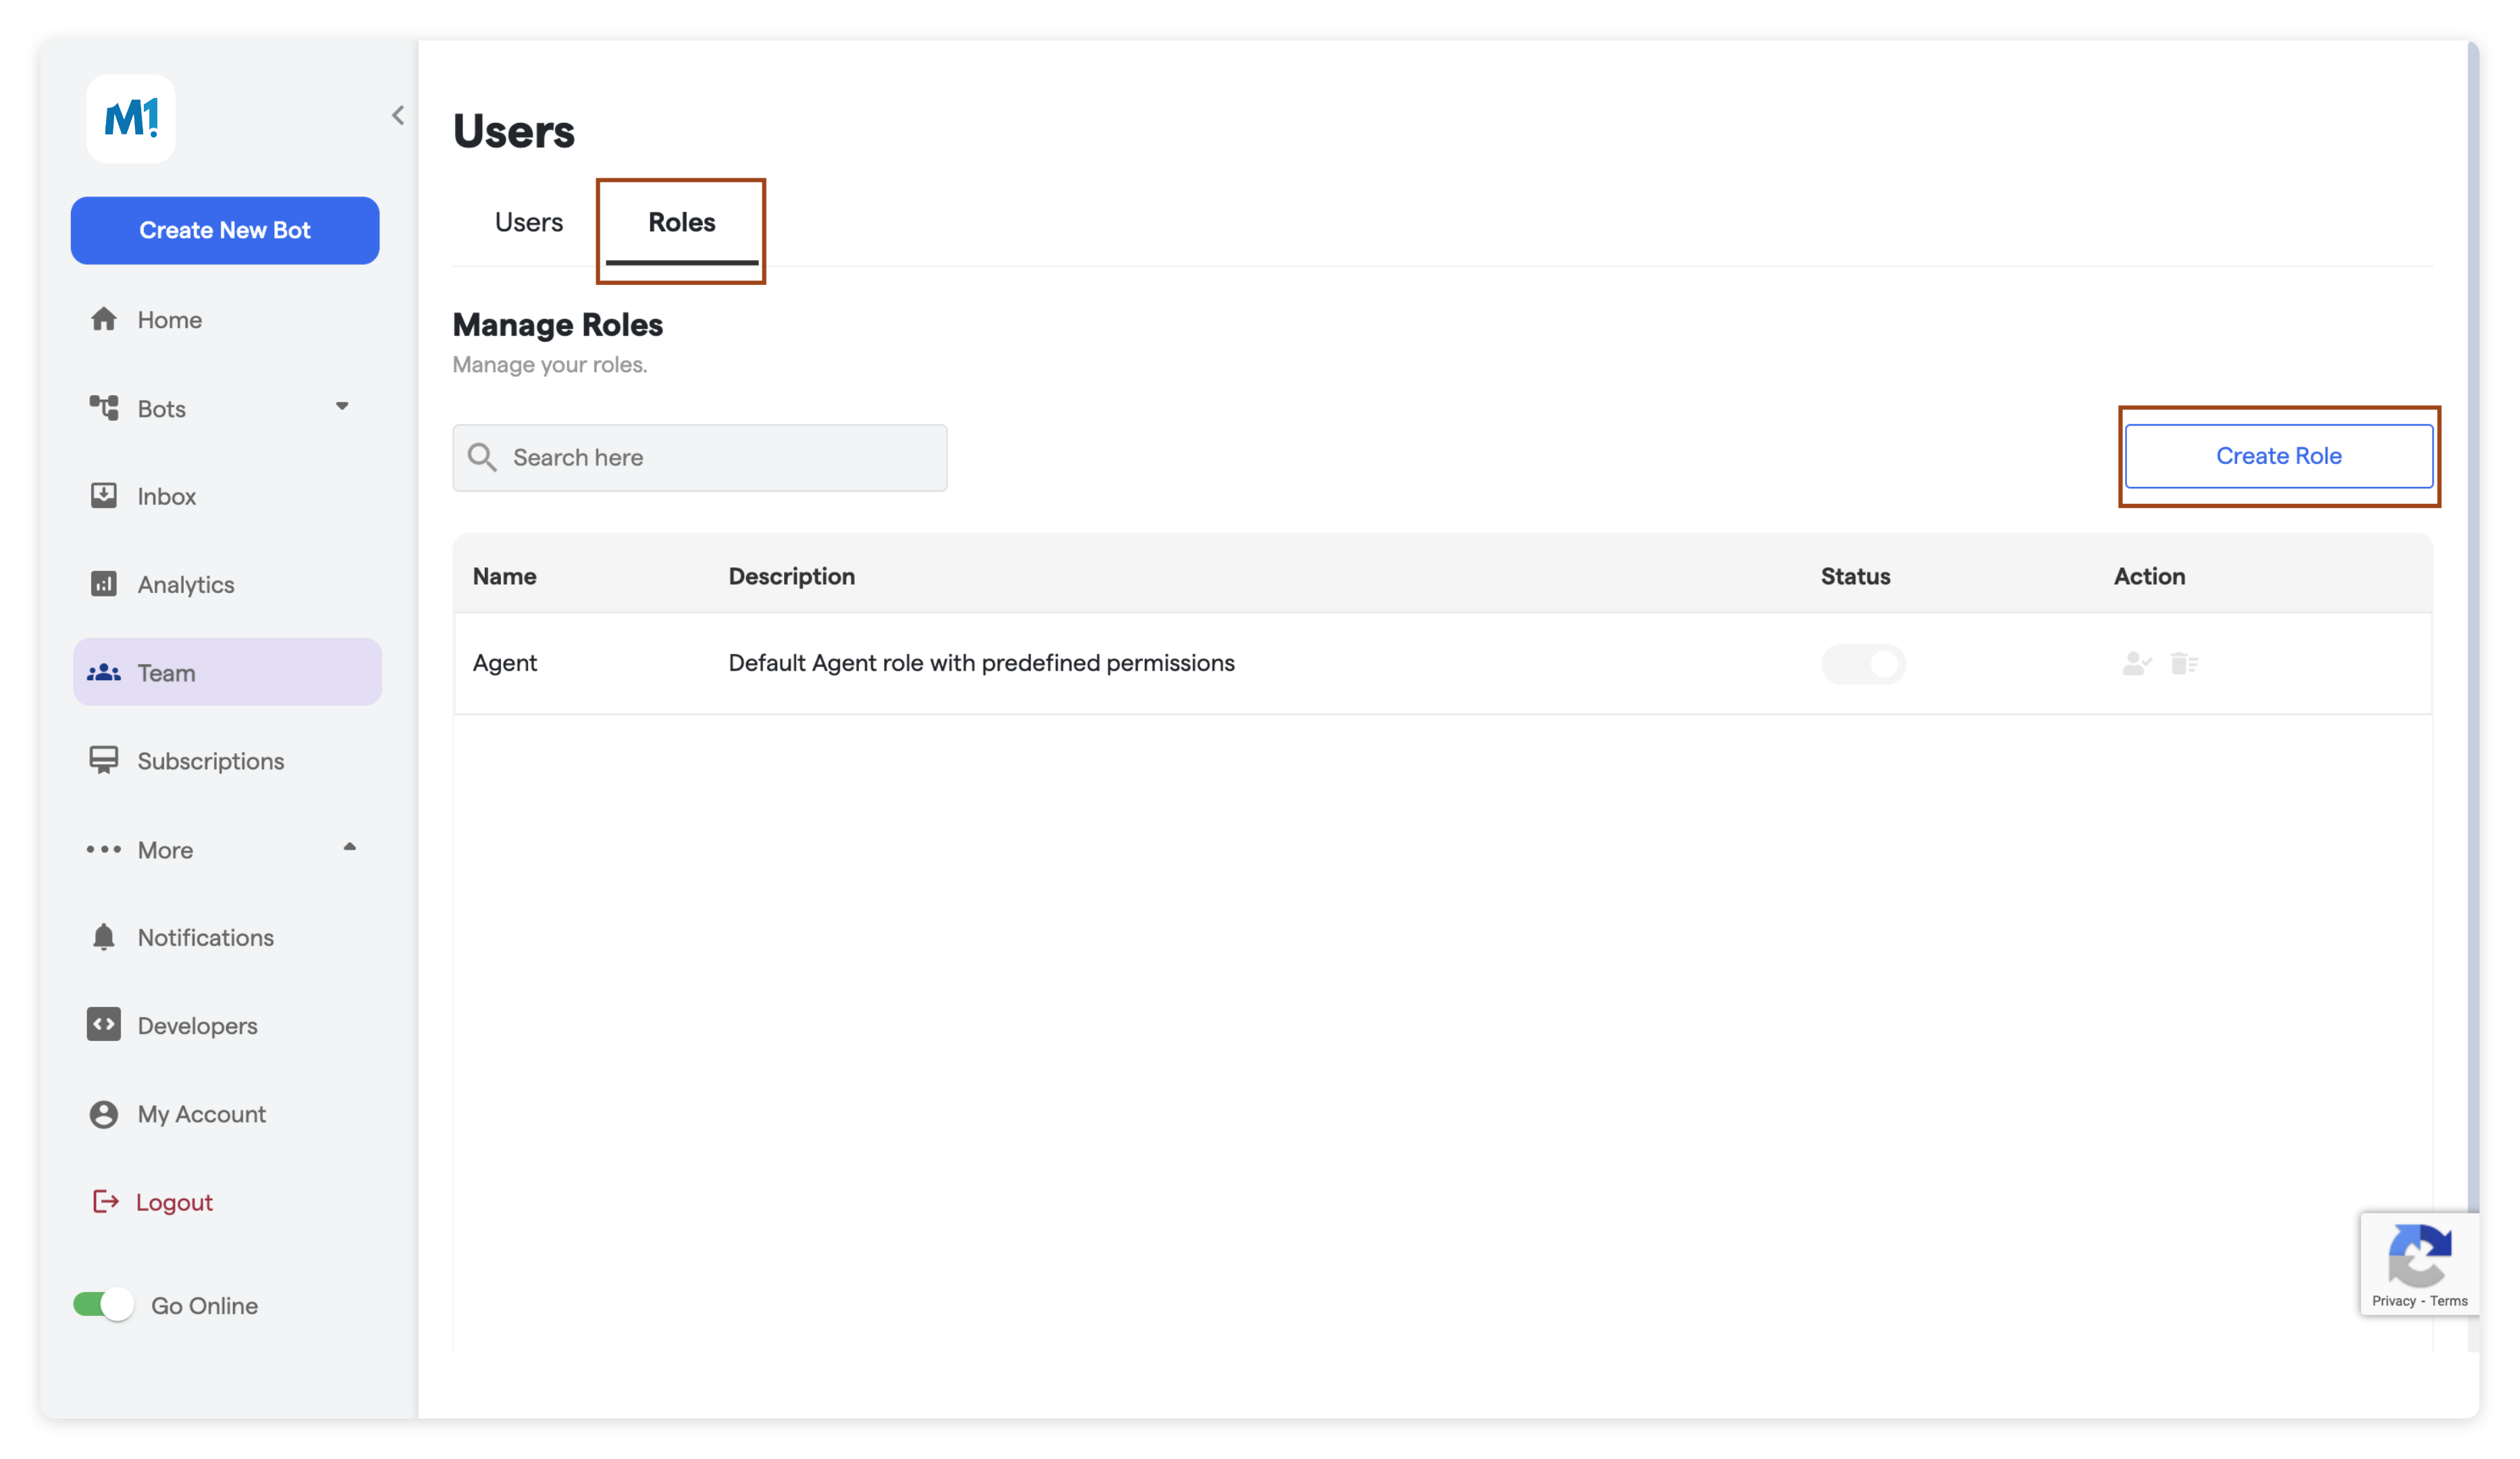 M1!
Create New Bot
Home
Bots
Inbox
Analytics
Team
Subscriptions
More
Notifications
Developers
My Account
Logout
Go Online
Users
Users Roles
Manage Roles
Manage your roles.
Search here
Create Role
Name Description Status Action
Agent Default Agent role with predefined permissions
Privacy - Terms